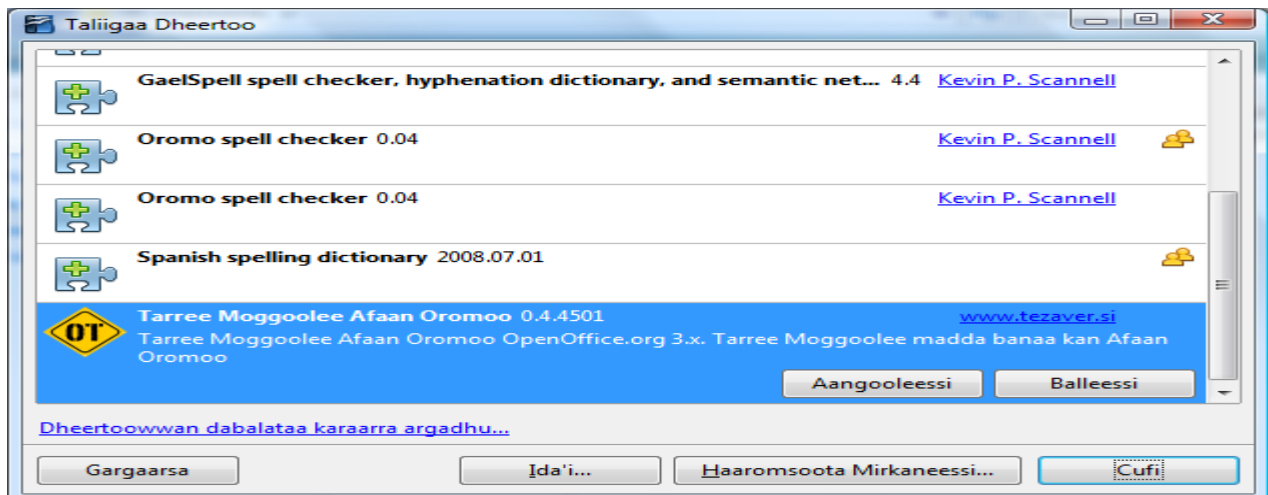 Taliigaa Dheertoo
GaelSpell spell checker, hyphenation dictionary, and semantic net... 4.4 Kevin P. Scannell
Oromo spell checker 0.04 Kevin P. Scannell
Oromo spell checker 0.04 Kevin P. Scannell
Spanish spelling dictionary 2008.07.01
OT
Tarree Moggoolee Afaan Oromoo 0.4.4501 www.tezaver.si
Tarree Moggoolee Afaan Oromoo OpenOffice.org 3.x. Tarree Moggoolee madda banaa kan Afaan
Oromoo
Aangooleessi Balleessi
Dheertoowwan dabalataa kararra argadhu...
Gargaarsa Ida'i... Haaromsoota Mirkaneessi... Cufi